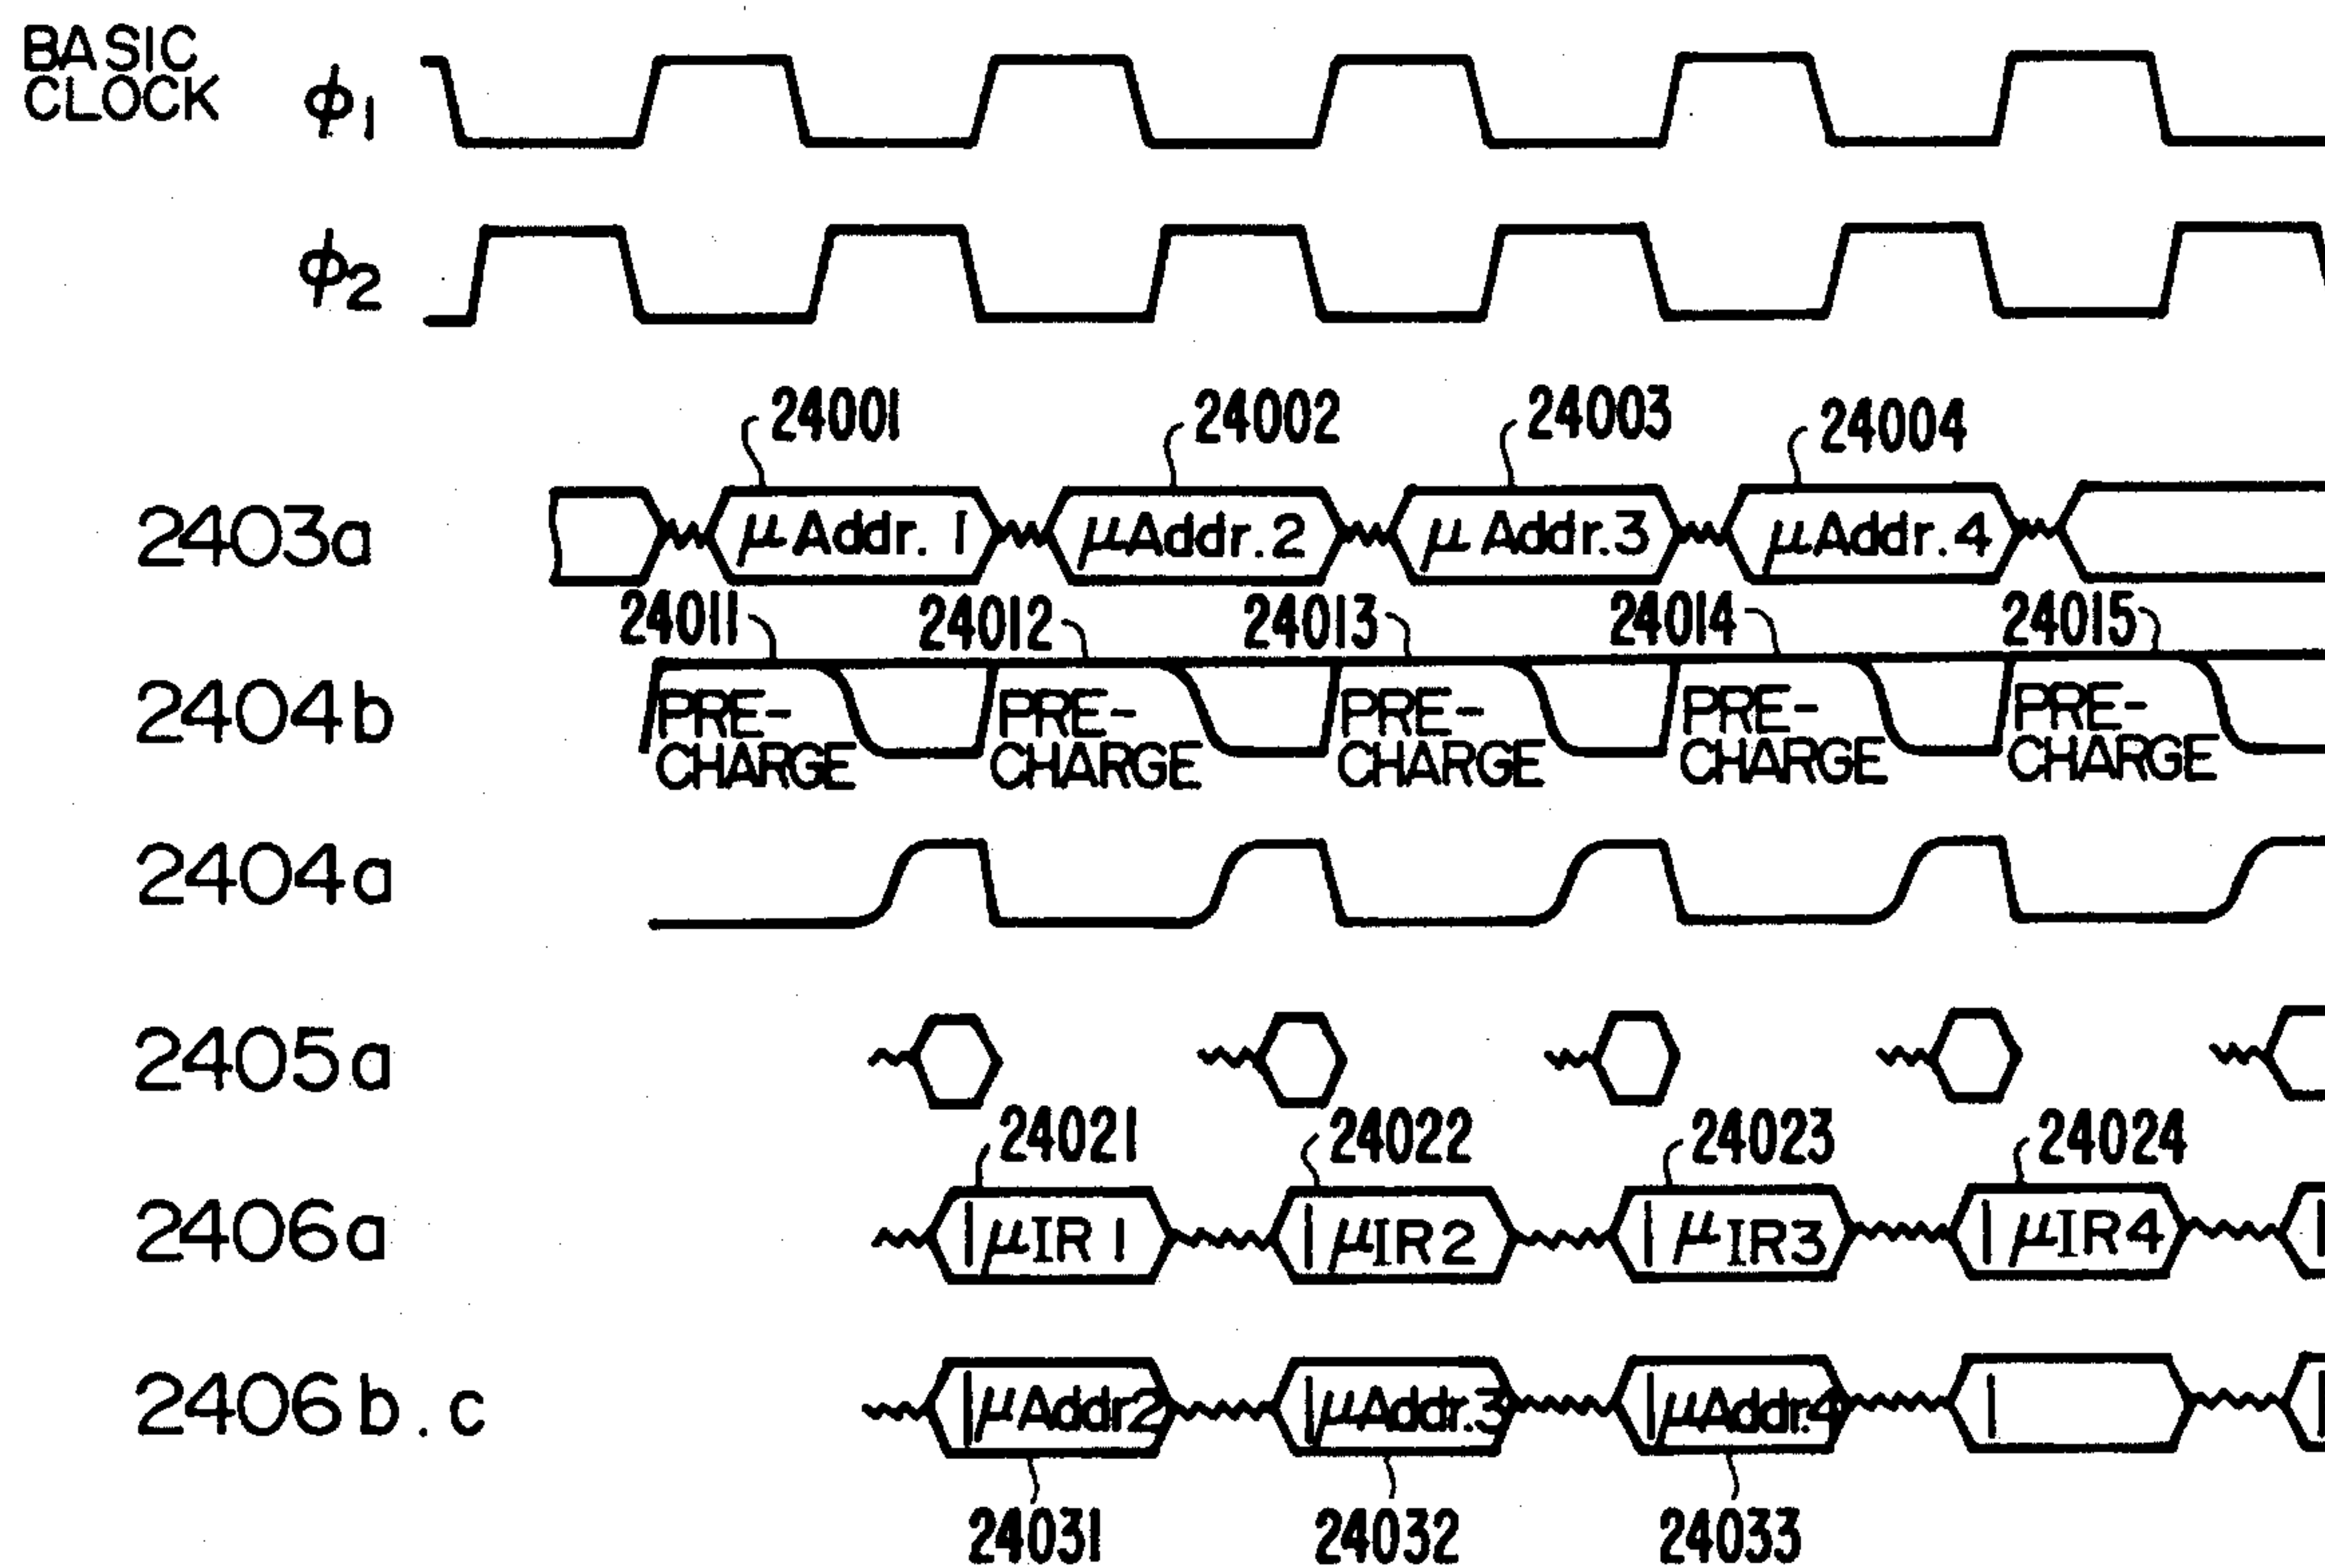 BASIC
CLOCK ϕ1
ϕ2
24001 24002 24003 24004
2403a μ Addr. 1 μAddr.2 μ Addr.3 μAddr.4
24011 24012 24013 24014 24015
2404b PRE- PRE- PRE- PRE- PRE-
CHARGE CHARGE CHARGE CHARGE CHARGE
2404a
2405a
24021 24022 24023 24024
2406a μIR 1 μIR2 μIR3 μIR4
2406b.c μAddr2 μAddr.3 μAddr.4
24031 24032 24033